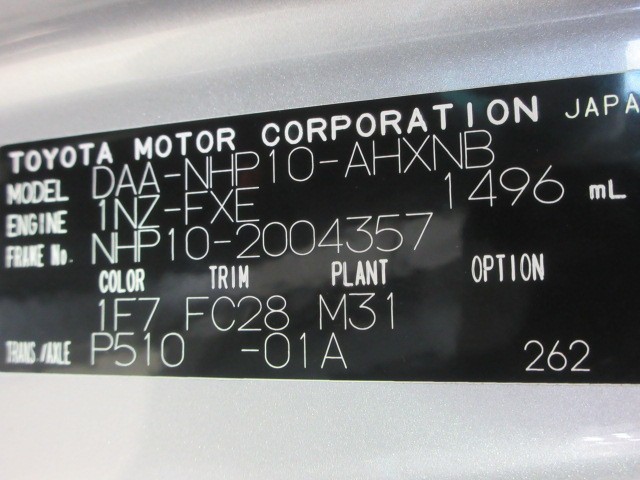 TOYOTA MOTOR CORPORATION JAPA
MODEL DAA-NHP10-AHXNB
ENGINE 1NZ-FXE 1496 mL
FRAME No. NHP10-2004357
COLOR TRIM PLANT OPTION
1F7 FC28 M31
TRANS/AXLE P510 -01A 262